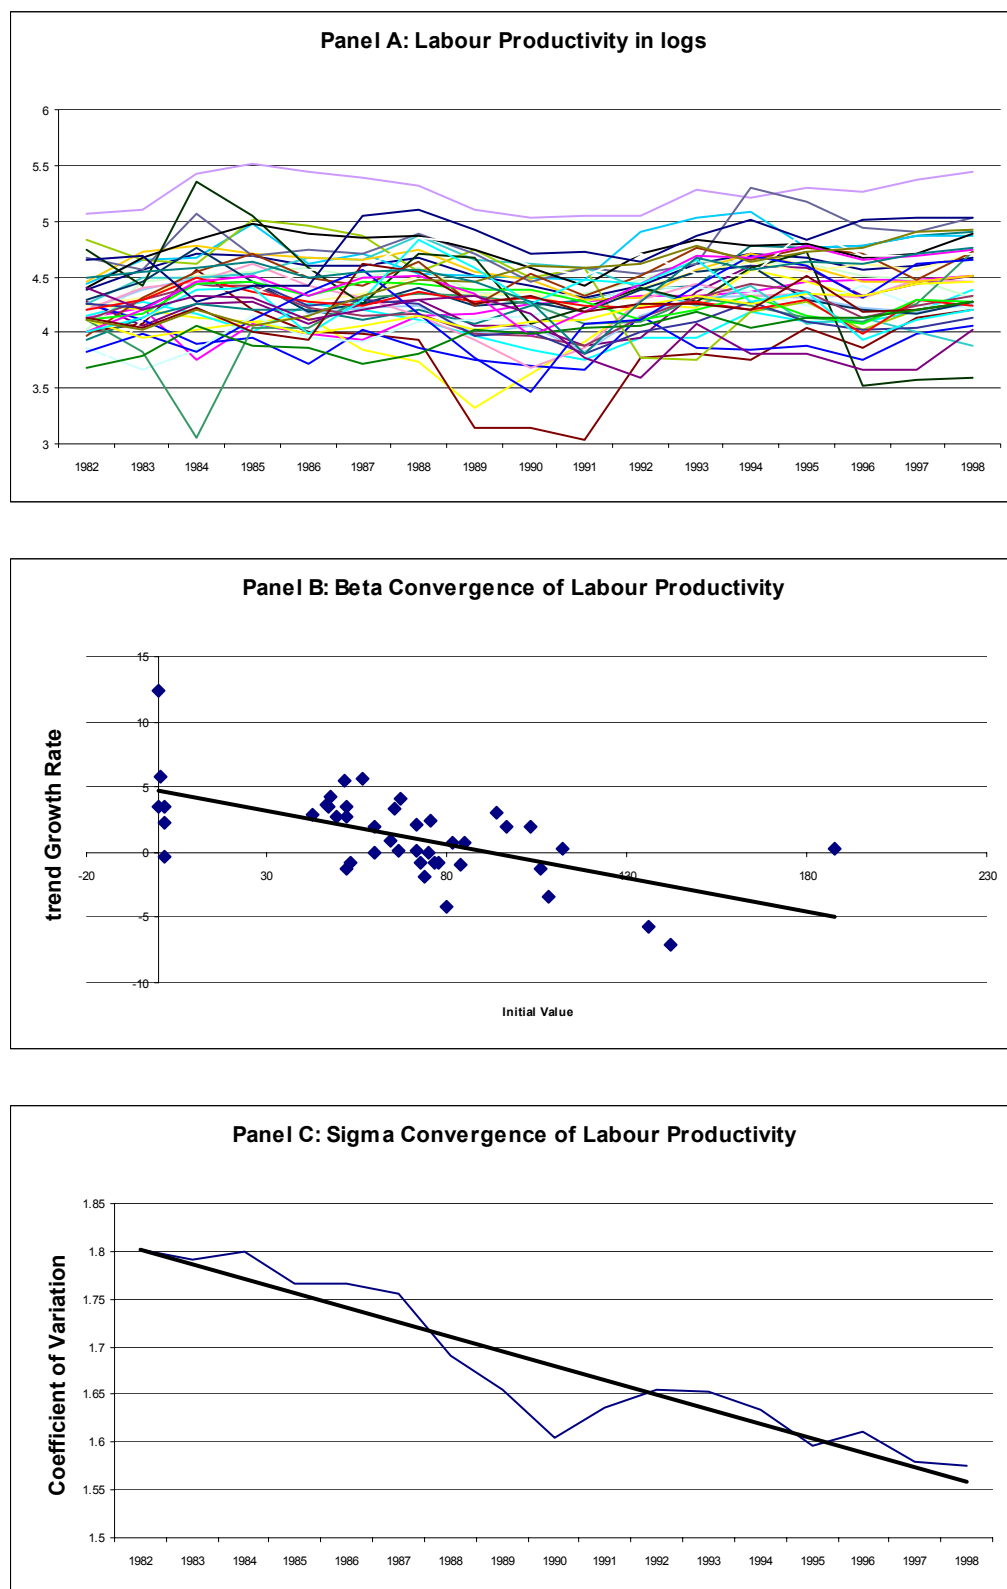 Panel A: Labour Productivity in logs
6
5.5
5
4.5
4
3.5
3
1982 1983 1984 1985 1986 1987 1988 1989 1990 1991 1992 1993 1994 1995 1996 1997 1998
Panel B: Beta Convergence of Labour Productivity
trend Growth Rate
15
10
5
0
-5
-10
-20 30 80 130 180 230
Initial Value
Panel C: Sigma Convergence of Labour Productivity
Coefficient of Variation
1.85
1.8
1.75
1.7
1.65
1.6
1.55
1.5
1982 1983 1984 1985 1986 1987 1988 1989 1990 1991 1992 1993 1994 1995 1996 1997 1998